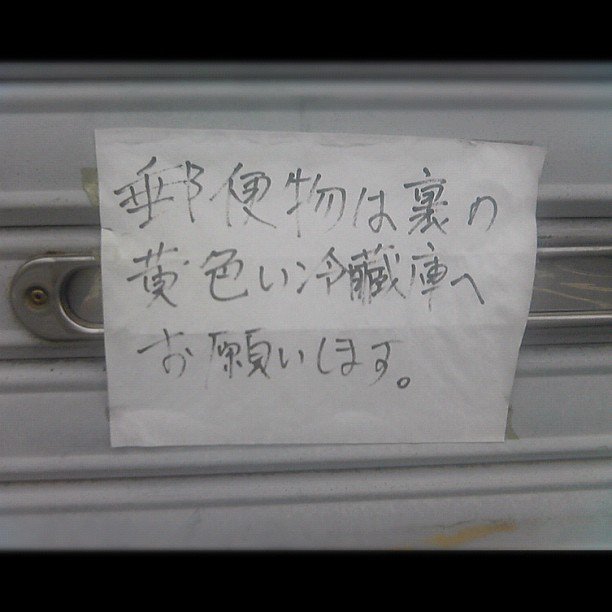 郵便物は裏の
黄色い冷蔵庫へ
お願いします。